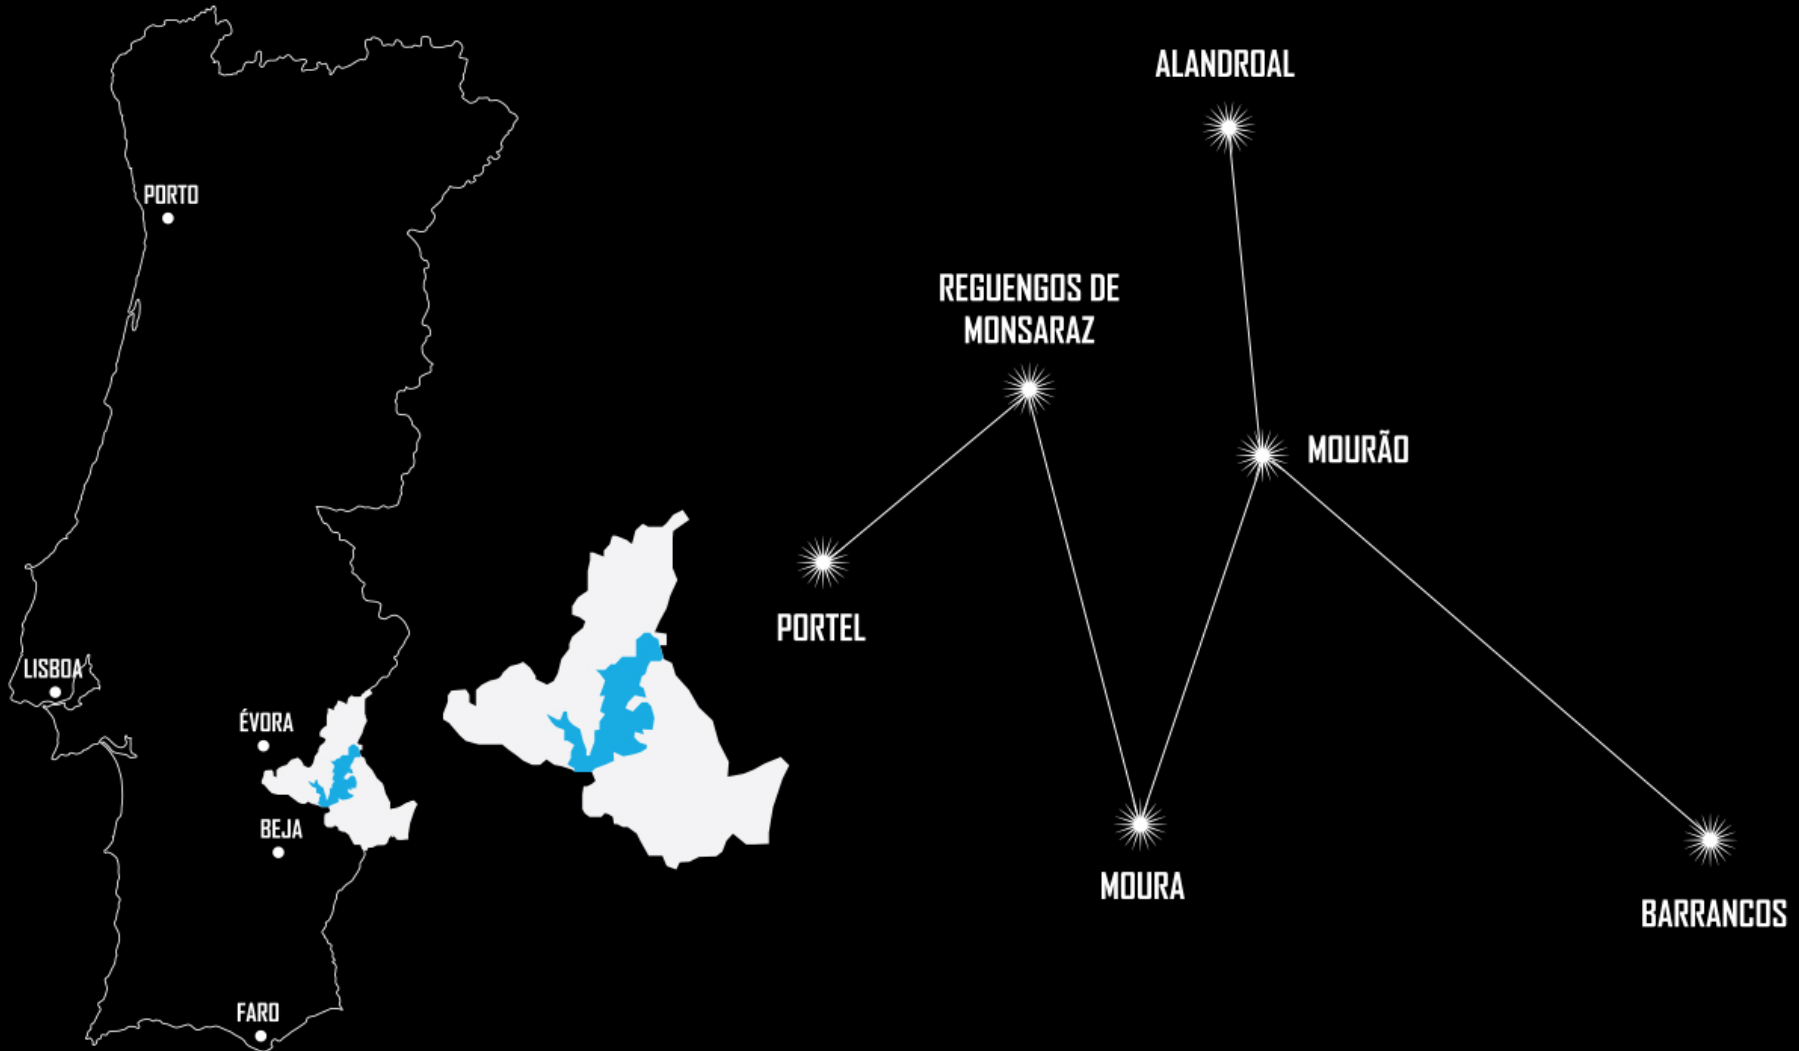 PORTO
LISBOA
ÉVORA
BEJA
FARO
ALANDROAL
REGUENGOS DE
MONSARAZ
MOURÃO
PORTEL
MOURA
BARRANCOS